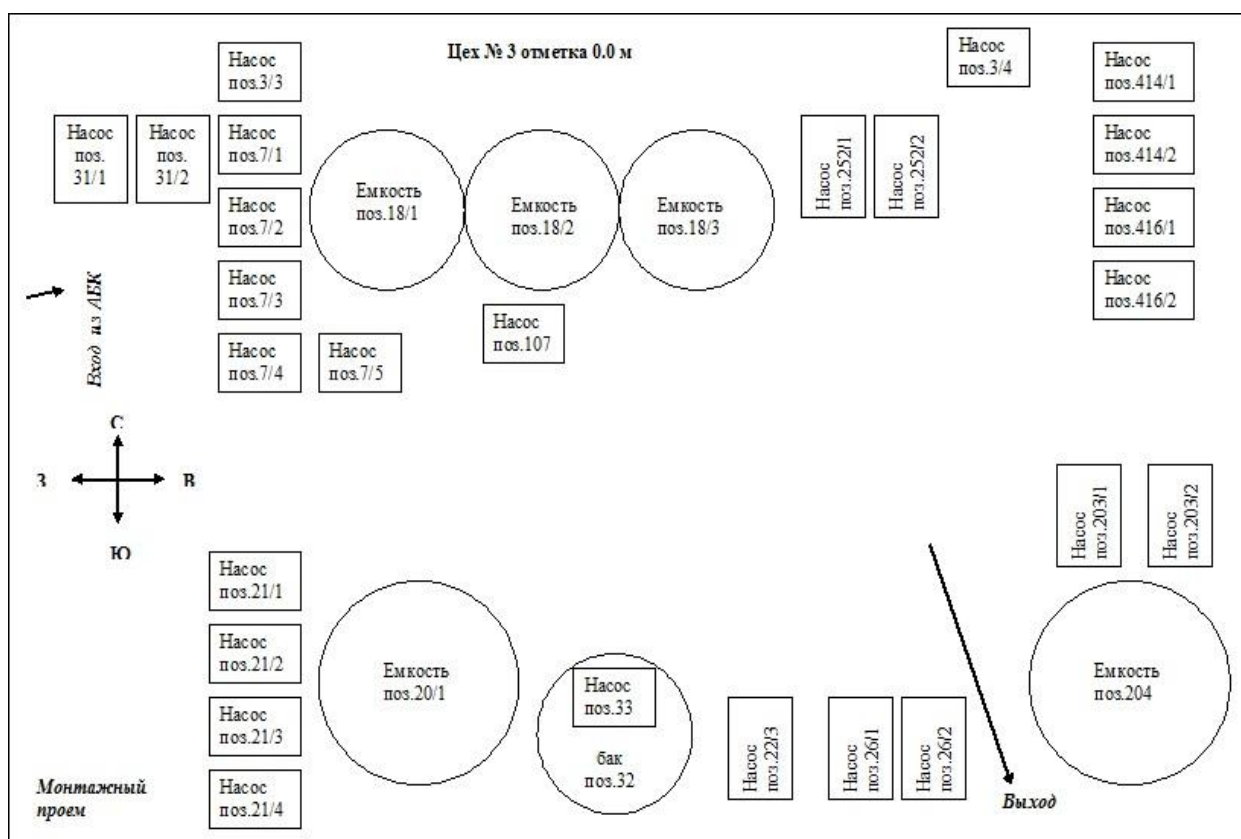 Цех № 3 отметка 0.0 м
Насос
поз.3/3
Насос
поз.3/4
Насос
поз.414/1
Насос
поз.
31/1
Насос
поз.
31/2
Насос
поз.7/1
Насос
поз.252/1
Насос
поз.252/2
Насос
поз.414/2
Емкость
поз.18/1
Емкость
поз.18/2
Емкость
поз.18/3
Насос
поз.7/2
Насос
поз.416/1
Насос
поз.7/3
Насос
поз.416/2
Вход из АБК
Насос
поз.107
Насос
поз.7/4
Насос
поз.7/5
С
З
В
Ю
Насос
поз.203/1
Насос
поз.203/2
Насос
поз.21/1
Насос
поз.21/2
Емкость
поз.20/1
Насос
поз.33
Емкость
поз.204
Насос
поз.21/3
бак
поз.32
Насос
поз.22/3
Насос
поз.26/1
Насос
поз.26/2
Монтажный
проем
Насос
поз.21/4
Выход